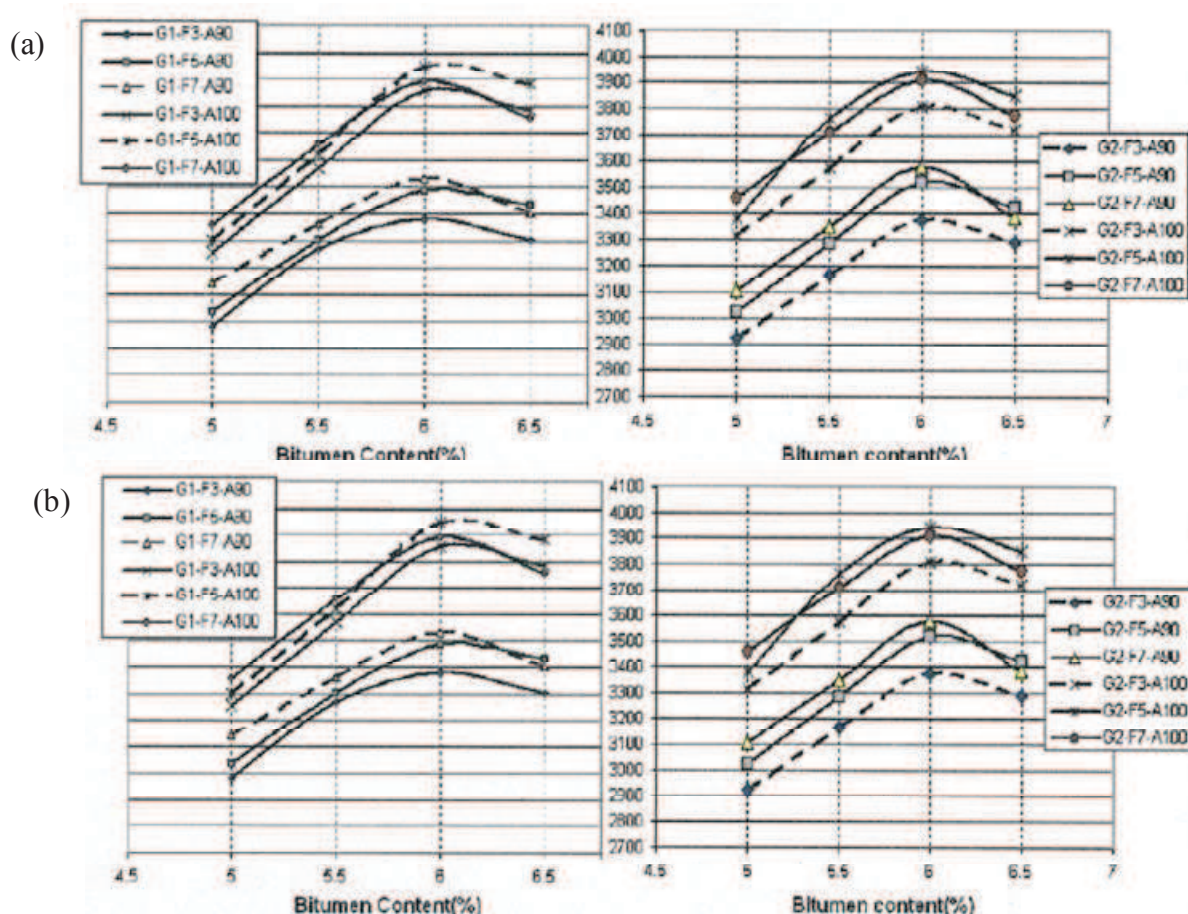 (a)
G1-F3-A90
G1-F5-A90
G1-F7-A90
G1-F3-A100
G1-F5-A100
G1-F7-A100
4.5 5 5.5 6 6.5
Bitumen Content(%)
4100
4000
3900
3800
3700
3600
3500
3400
3300
3200
3100
3000
2900
2800
2700
G2-F3-A90
G2-F5-A90
G2-F7-A90
G2-F3-A100
G2-F5-A100
G2-F7-A100
4.5 5 5.5 6 6.5 7
Bitumen content(%)
(b)
G1-F3-A90
G1-F5-A90
G1-F7-A90
G1-F3-A100
G1-F5-A100
G1-F7-A100
4.5 5 5.5 6 6.5
Bitumen Content(%)
4100
4000
3900
3800
3700
3600
3500
3400
3300
3200
3100
3000
2900
2800
2700
G2-F3-A90
G2-F5-A90
G2-F7-A90
G2-F3-A100
G2-F5-A100
G2-F7-A100
4.5 5 5.5 6 6.5 7
Bitumen content(%)